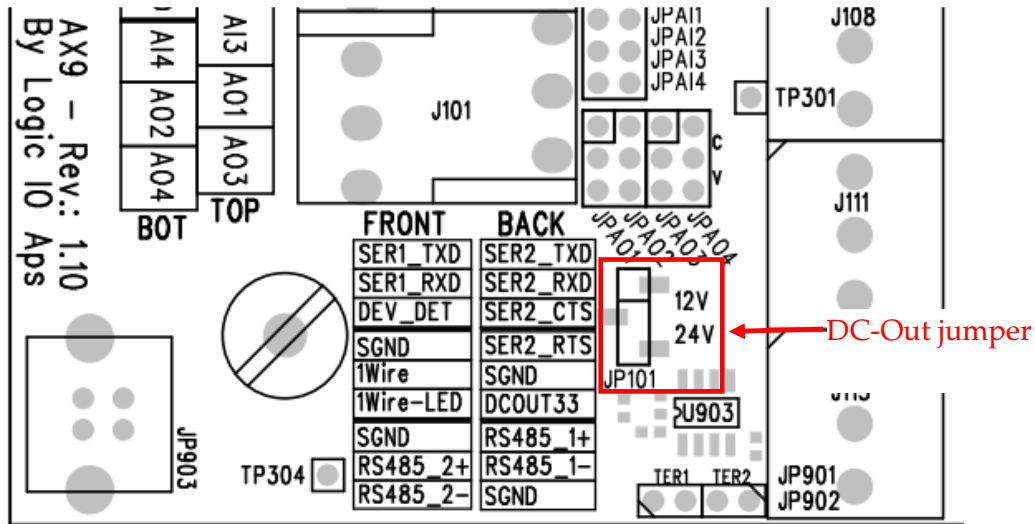 AX9 - Rev.: 1.10
By Logic IO Aps
AI4
AO2
AO4
BOT
AI3
AO1
AO3
TOP
J101
JPAI1
JPAI2
JPAI3
JPAI4
C
V
JPAO1
JPAO2
JPAO3
JPAO4
J108
TP301
J111
FRONT
SER1_TXD
SER1_RXD
DEV_DET
SGND
1Wire
1Wire-LED
SGND
RS485_2+
RS485_2-
BACK
SER2_TXD
SER2_RXD
SER2_CTS
SER2_RTS
SGND
DCOUT33
RS485_1+
RS485_1-
SGND
12V
24V
JP101
DC-Out jumper
U903
JP903
TP304
TER1
TER2
JP901
JP902